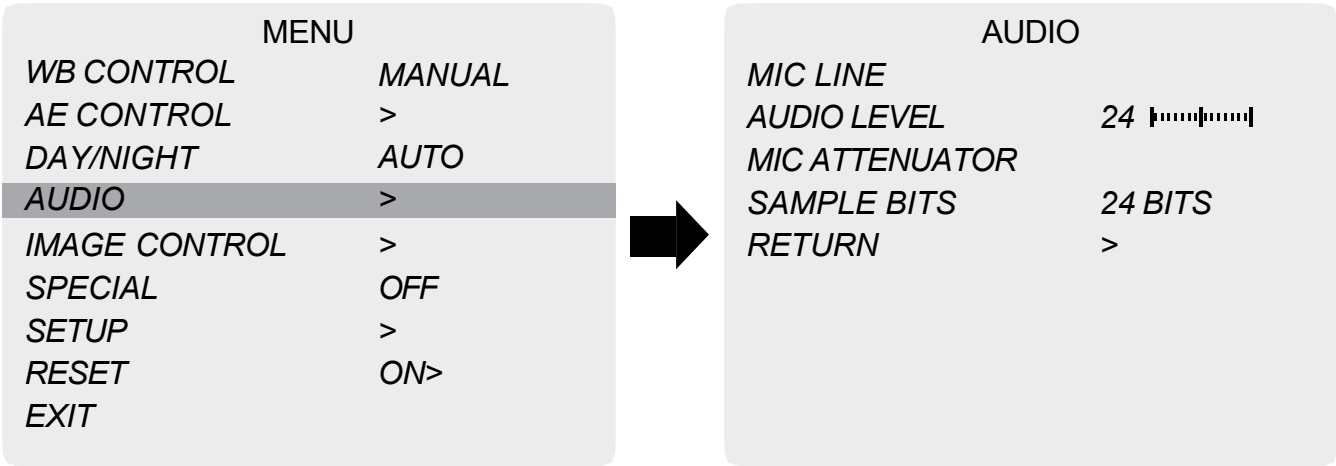 MENU
WB CONTROL MANUAL
AE CONTROL >
DAY/NIGHT AUTO
AUDIO >
IMAGE CONTROL >
SPECIAL OFF
SETUP >
RESET ON>
EXIT
AUDIO
MIC LINE
AUDIO LEVEL 24
MIC ATTENUATOR
SAMPLE BITS 24 BITS
RETURN >